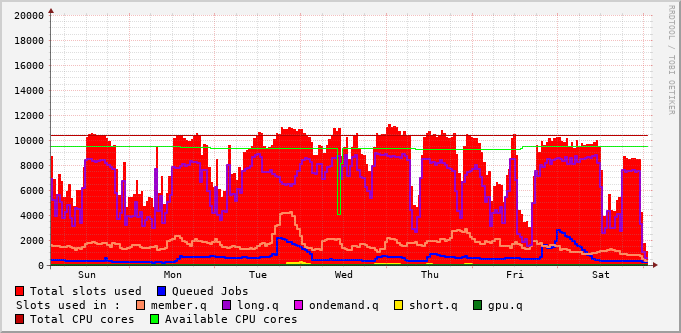 RRDTOOL / TOBI OETIKER
20000
18000
16000
14000
12000
10000
8000
6000
4000
2000
0
Sun Mon Tue Wed Thu Fri Sat
Total slots used Queued Jobs
Slots used in : member.q long.q ondemand.q short.q gpu.q
Total CPU cores Available CPU cores